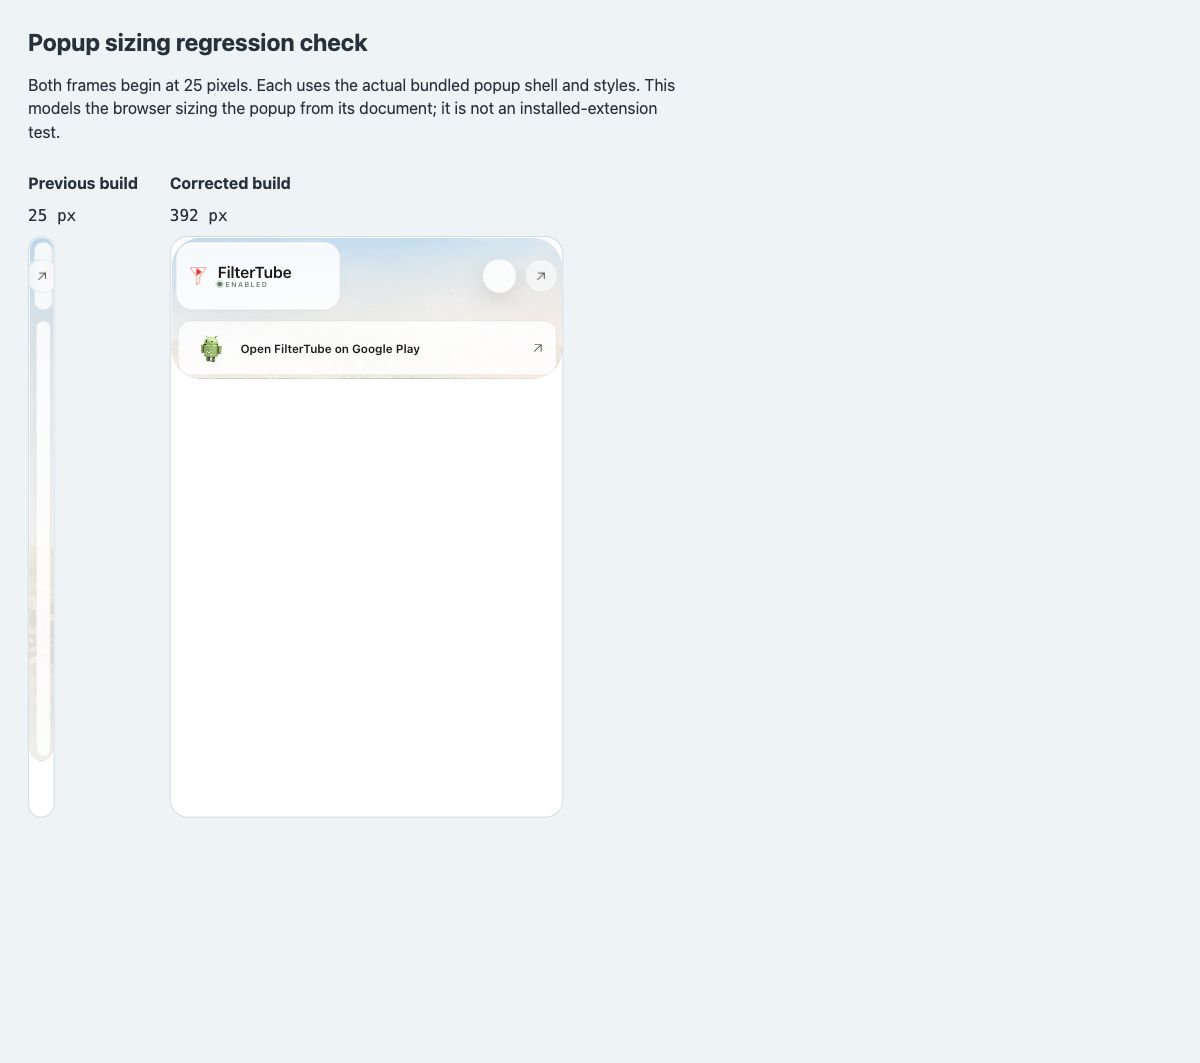 Popup sizing regression check
Both frames begin at 25 pixels. Each uses the actual bundled popup shell and styles. This
models the browser sizing the popup from its document; it is not an installed-extension
test.
Previous build
25 px
Corrected build
392 px
FilterTube
ENABLED
Open FilterTube on Google Play